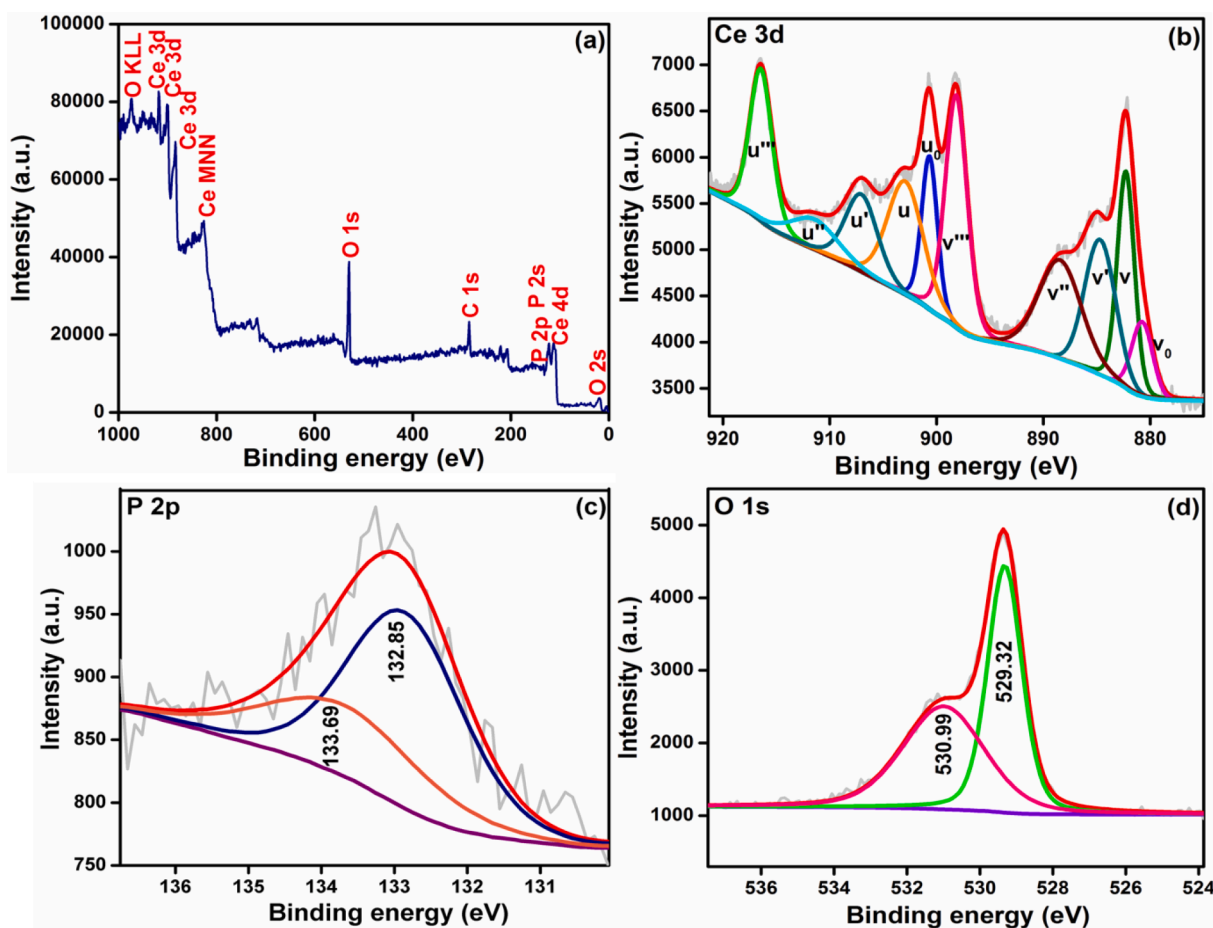 (a)
O KLL
Ce 3d
Ce 3d
Ce 3d
Ce MNN
O 1s
C 1s
P 2p P 2s
Ce 4d
O 2s
100000
80000
60000
40000
20000
0
Intensity (a.u.)
1000 800 600 400 200 0
Binding energy (eV)
Ce 3d
(b)
u'''
u''
u'
u
u₀
v'''
v''
v'
v
v₀
7000
6500
6000
5500
5000
4500
4000
3500
Intensity (a.u.)
920 910 900 890 880
Binding energy (eV)
P 2p
(c)
132.85
133.69
1000
950
900
850
800
750
Intensity (a.u.)
136 135 134 133 132 131
Binding energy (eV)
O 1s
(d)
530.99
529.32
5000
4000
3000
2000
1000
Intensity (a.u.)
536 534 532 530 528 526 524
Binding energy (eV)